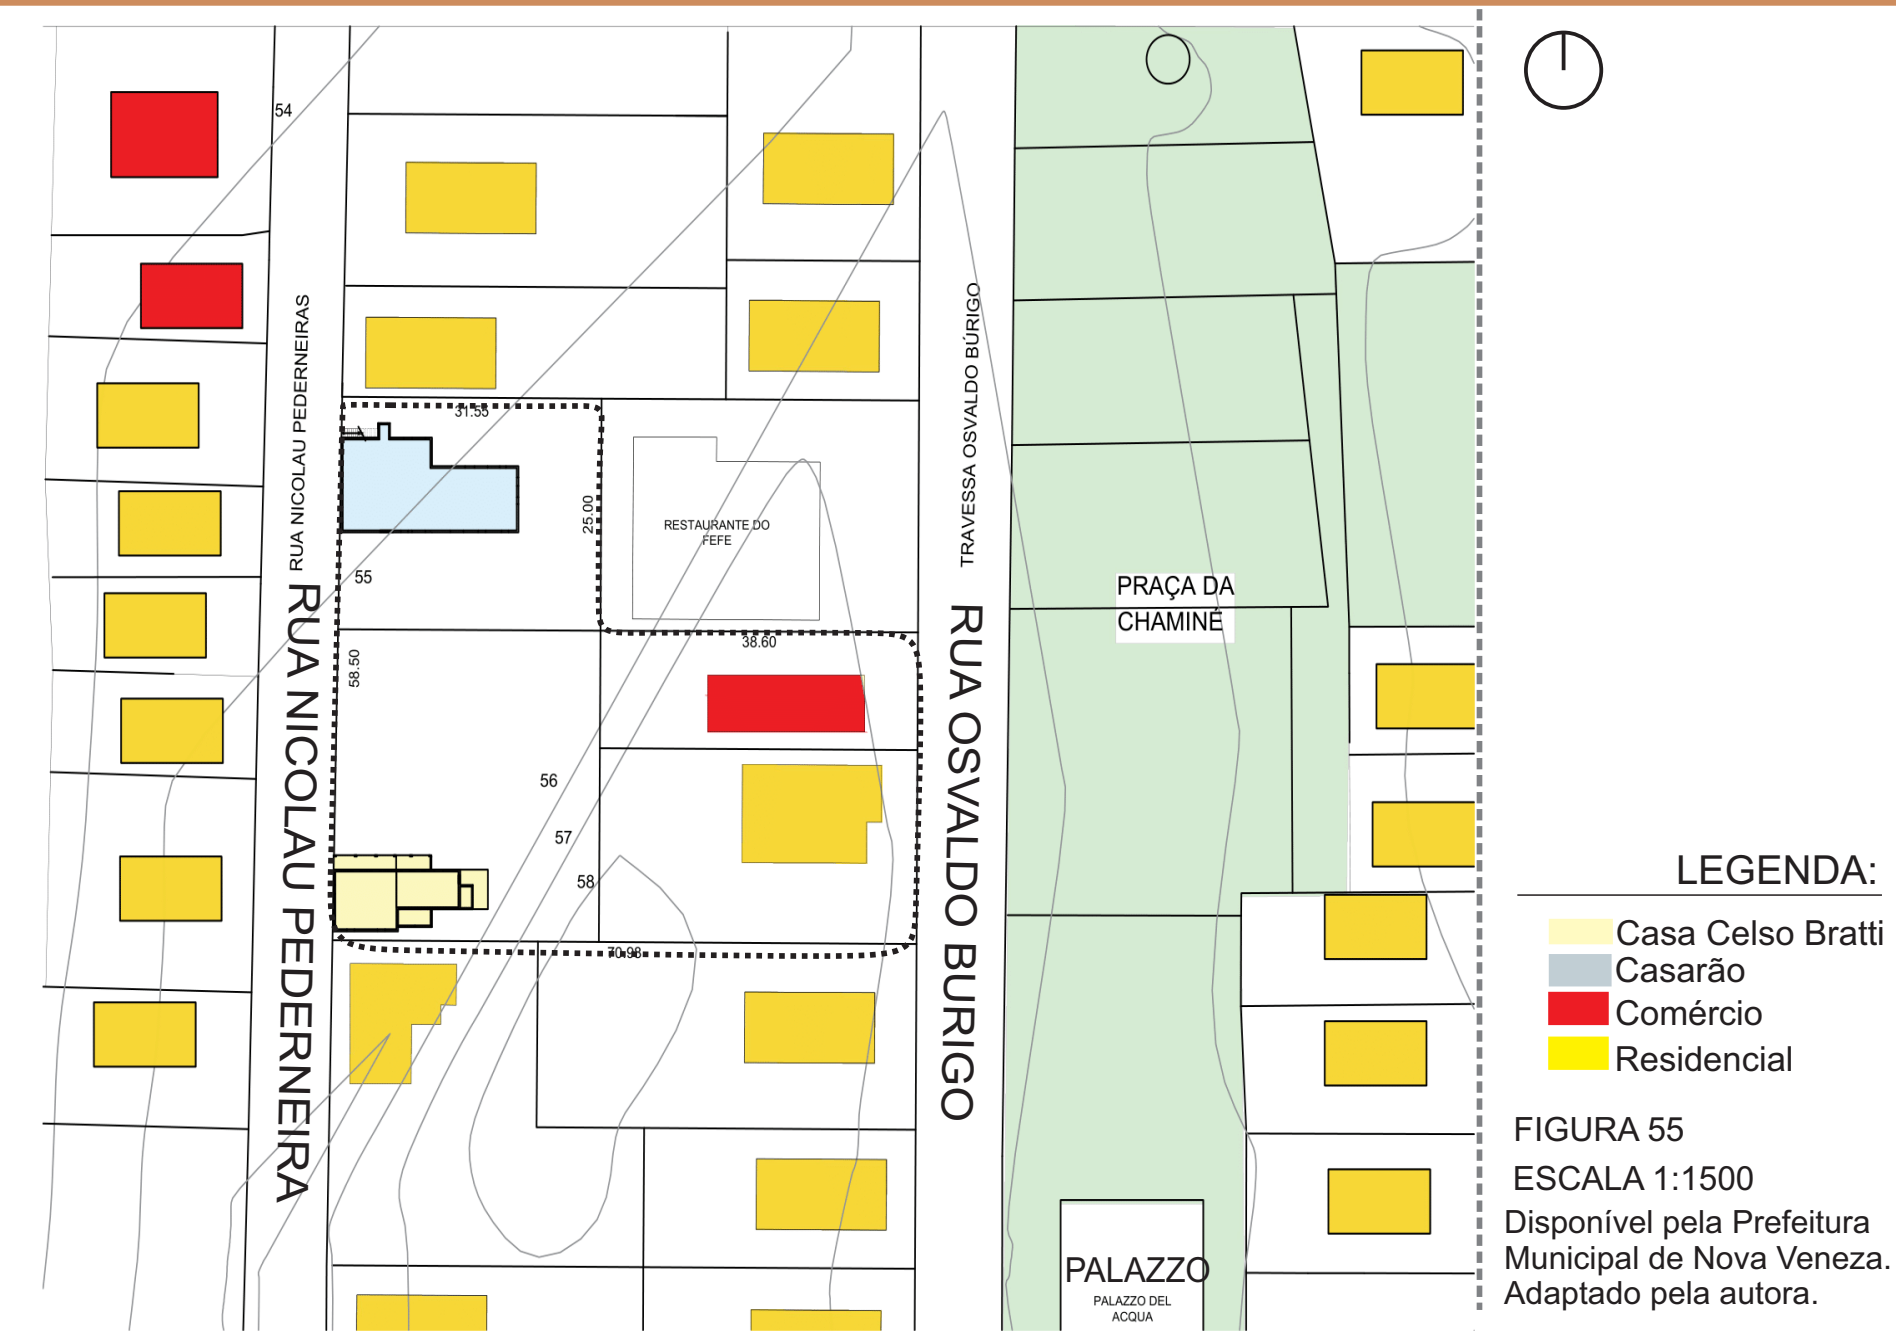 54
RUA NICOLAU PEDERNEIRAS
RUA NICOLAU PEDERNEIRA
31.55
25.00
RESTAURANTE DO
FEFE
55
58.50
38.60
56
57
58
70.98
TRAVESSA OSVALDO BÚRIGO
RUA OSVALDO BURIGO
PRAÇA DA
CHAMINÉ
PALAZZO
PALAZZO DEL
ACQUA
LEGENDA:
Casa Celso Bratti
Casarão
Comércio
Residencial
FIGURA 55
ESCALA 1:1500
Disponível pela Prefeitura
Municipal de Nova Veneza.
Adaptado pela autora.